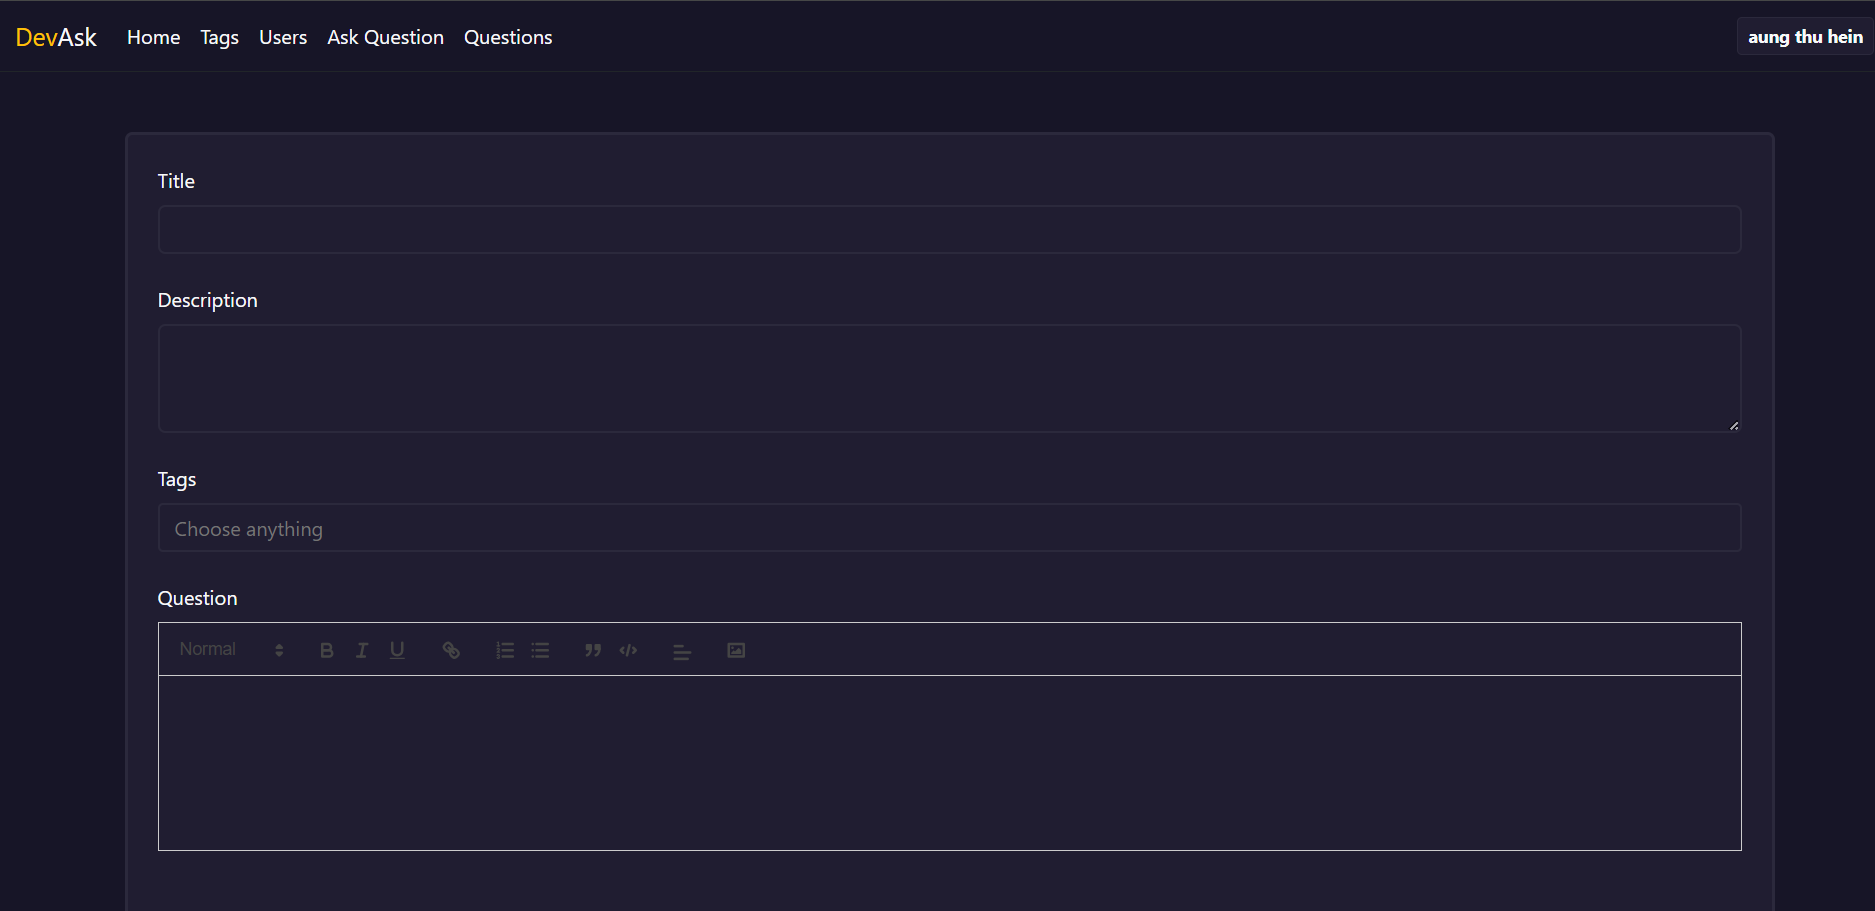 DevAsk Home Tags Users Ask Question Questions aung thu hein
Title
Description
Tags
Choose anything
Question
Normal